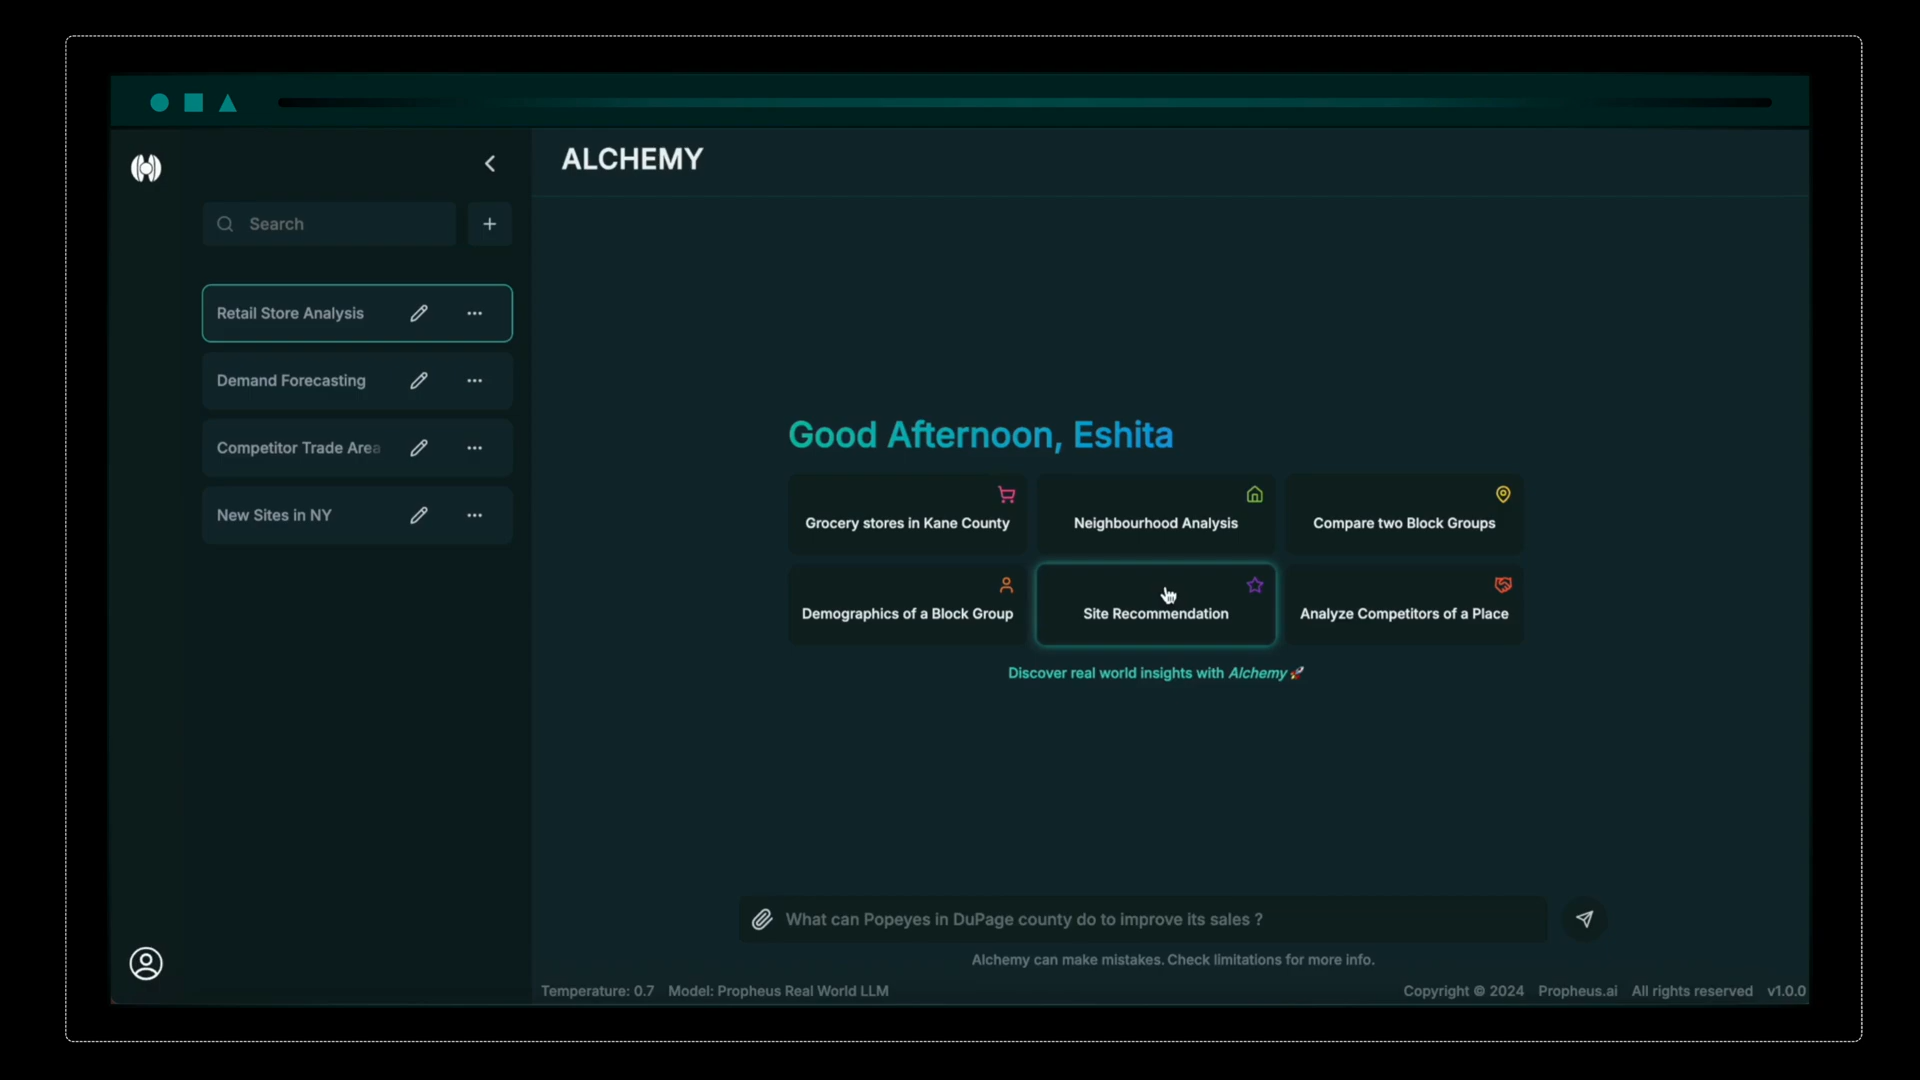 ALCHEMY
Search
Retail Store Analysis
Demand Forecasting
Competitor Trade Area
New Sites in NY
Good Afternoon, Eshita
Grocery stores in Kane County
Neighbourhood Analysis
Compare two Block Groups
Demographics of a Block Group
Site Recommendation
Analyze Competitors of a Place
Discover real world insights with Alchemy🚀
What can Popeyes in DuPage county do to improve its sales ?
Alchemy can make mistakes. Check limitations for more info.
Temperature: 0.7 Model: Propheus Real World LLM
Copyright © 2024 Propheus.ai All rights reserved v1.0.0